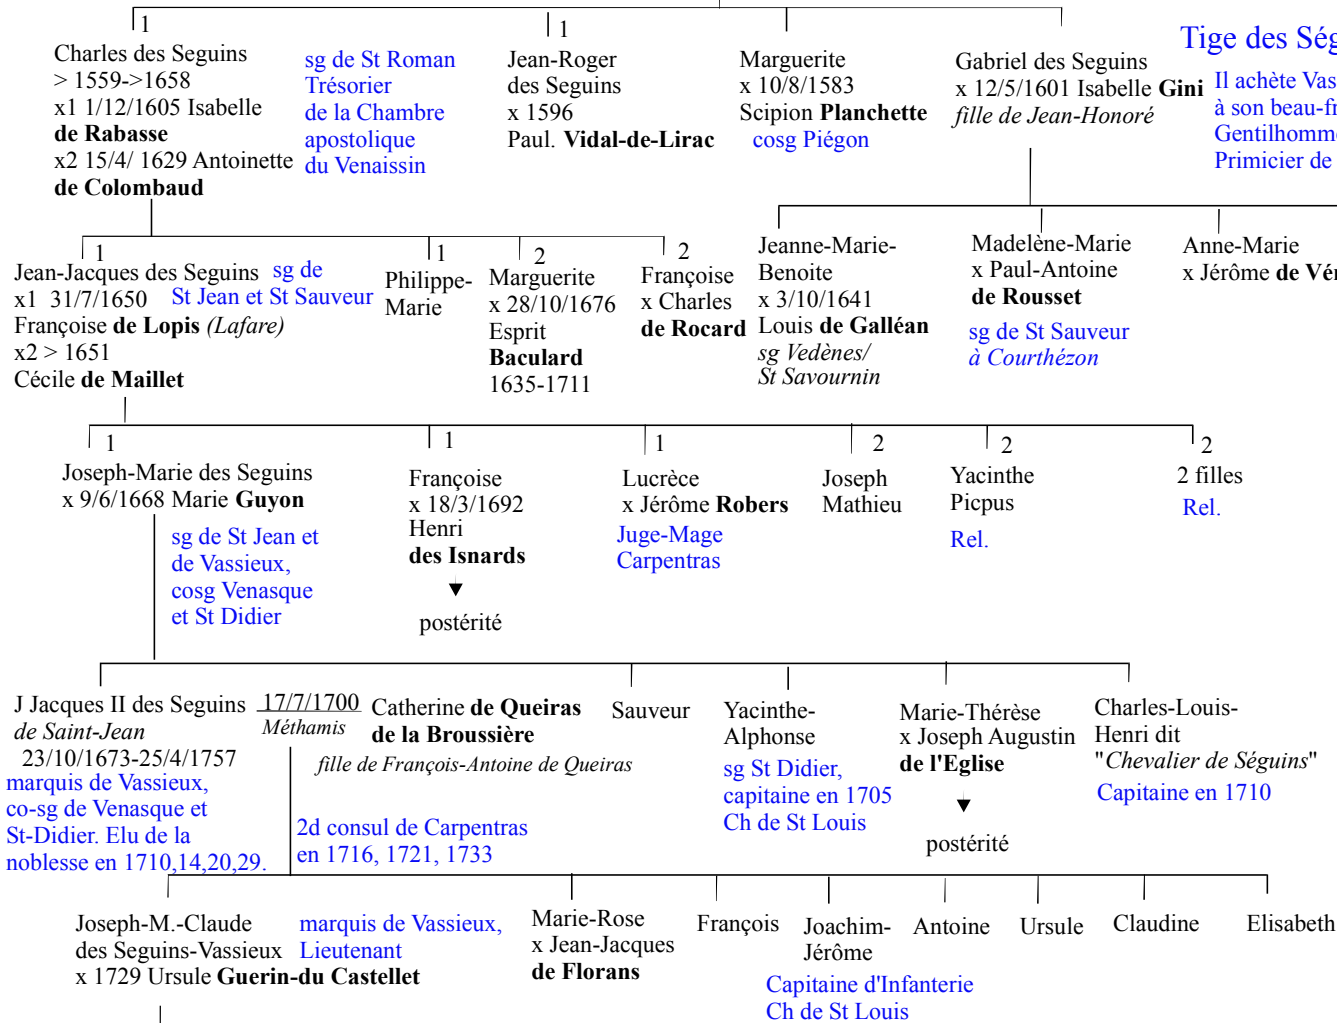 1
Charles des Seguins
> 1559->1658
x1 1/12/1605 Isabelle
de Rabasse
x2 15/4/ 1629 Antoinette
de Colombaud
sg de St Roman
Trésorier
de la Chambre
apostolique
du Venaissin
1
Jean-Roger
des Seguins
x 1596
Paul. Vidal-de-Lirac
Marguerite
x 10/8/1583
Scipion Planchette
cosg Piégon
Gabriel des Seguins
x 12/5/1601 Isabelle Gini
fille de Jean-Honoré
Tige des Ség
Il achète Vas
à son beau-fr
Gentilhomme
Primicier de
1
Jean-Jacques des Seguins
x1 31/7/1650
Françoise de Lopis (Lafare)
x2 > 1651
Cécile de Maillet
sg de
St Jean et St Sauveur
1
Philippe-
Marie
2
Marguerite
x 28/10/1676
Esprit
Baculard
1635-1711
2
Françoise
x Charles
de Rocard
Jeanne-Marie-
Benoite
x 3/10/1641
Louis de Galléan
sg Vedènes/
St Savournin
Madelène-Marie
x Paul-Antoine
de Rousset
sg de St Sauveur
à Courthézon
Anne-Marie
x Jérôme de Vér
1
Joseph-Marie des Seguins
x 9/6/1668 Marie Guyon
sg de St Jean et
de Vassieux,
cosg Venasque
et St Didier
1
Françoise
x 18/3/1692
Henri
des Isnards
postérité
1
Lucrèce
x Jérôme Robers
Juge-Mage
Carpentras
2
Joseph
Mathieu
2
Yacinthe
Picpus
Rel.
2
2 filles
Rel.
J Jacques II des Seguins
de Saint-Jean
23/10/1673-25/4/1757
marquis de Vassieux,
co-sg de Venasque et
St-Didier. Elu de la
noblesse en 1710,14,20,29.
17/7/1700
Méthamis
Catherine de Queiras
de la Broussière
fille de François-Antoine de Queiras
2d consul de Carpentras
en 1716, 1721, 1733
Sauveur
Yacinthe-
Alphonse
sg St Didier,
capitaine en 1705
Ch de St Louis
Marie-Thérèse
x Joseph Augustin
de l'Eglise
postérité
Charles-Louis-
Henri dit
"Chevalier de Séguins"
Capitaine en 1710
Joseph-M.-Claude
des Seguins-Vassieux
x 1729 Ursule Guerin-du Castellet
marquis de Vassieux,
Lieutenant
Marie-Rose
x Jean-Jacques
de Florans
François
Joachim-
Jérôme
Capitaine d'Infanterie
Ch de St Louis
Antoine
Ursule
Claudine
Elisabeth